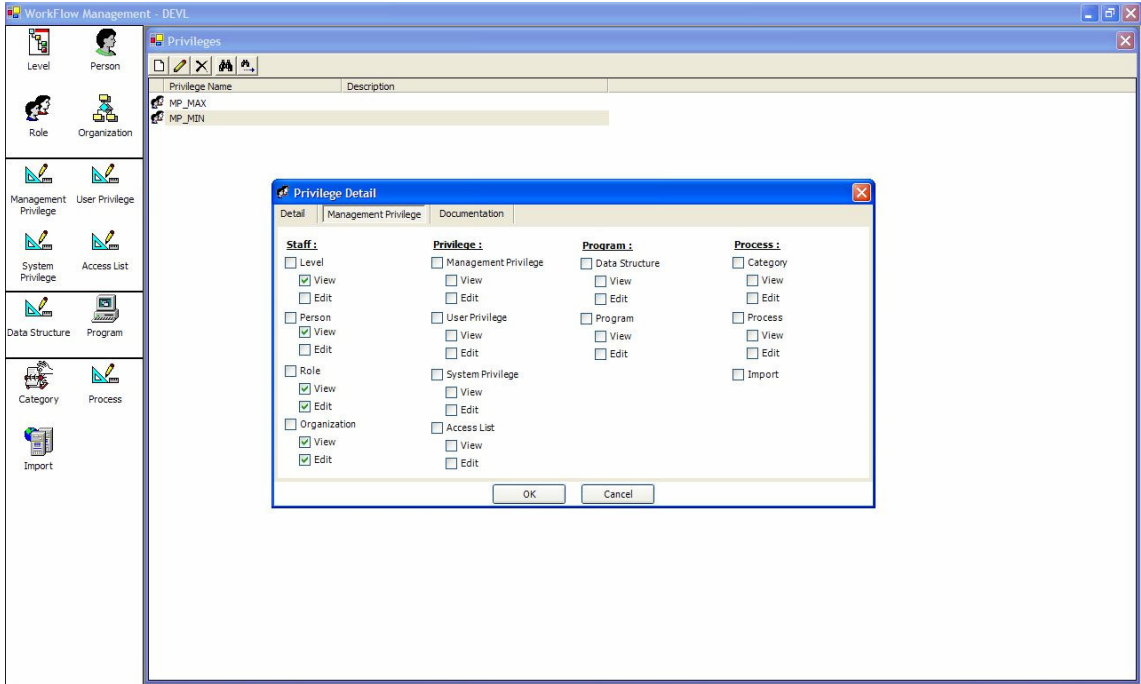 WorkFlow Management - DEVL
Level
Person
Role
Organization
Management
Privilege
User Privilege
System
Privilege
Access List
Data Structure
Program
Category
Process
Import
Privileges
Privilege Name Description
MP_MAX
MP_MIN
Privilege Detail
Detail Management Privilege Documentation
Staff :
Level
View
Edit
Person
View
Edit
Role
View
Edit
Organization
View
Edit
Privilege :
Management Privilege
View
Edit
User Privilege
View
Edit
System Privilege
View
Edit
Access List
View
Edit
Program :
Data Structure
View
Edit
Program
View
Edit
Process :
Category
View
Edit
Process
View
Edit
Import
OK Cancel